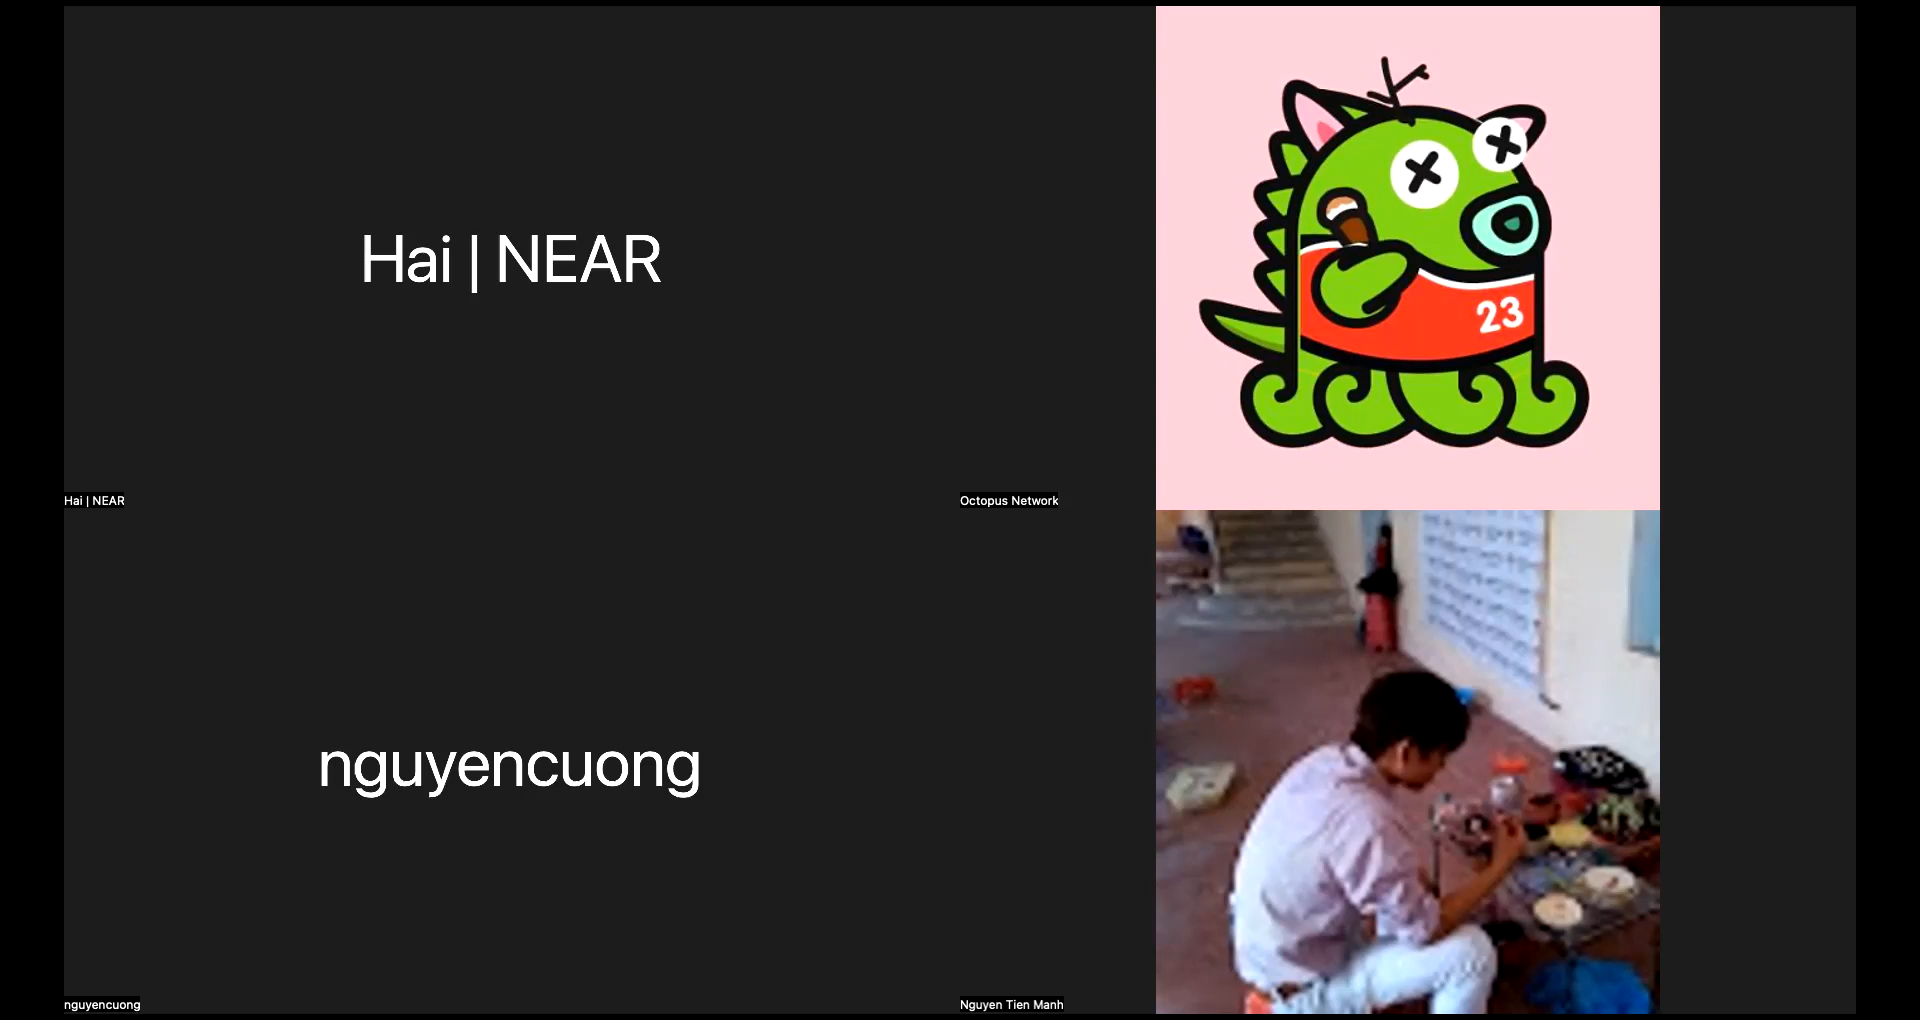 Hai | NEAR
23
Hai | NEAR
Octopus Network
nguyencuong
nguyencuong
Nguyen Tien Manh